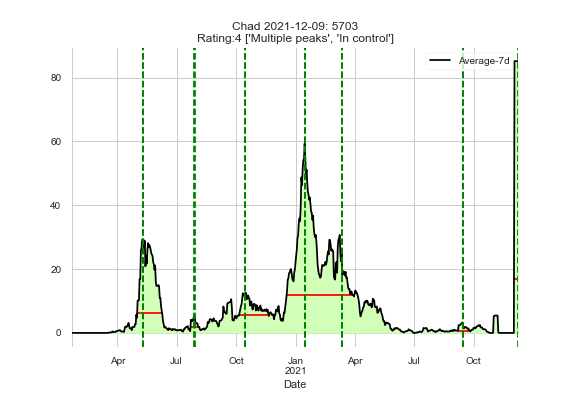 Chad 2021-12-09: 5703
Rating:4 ['Multiple peaks', 'In control']
Average-7d
80
60
40
20
0
Apr Jul Oct Jan Apr Jul Oct
2021
Date